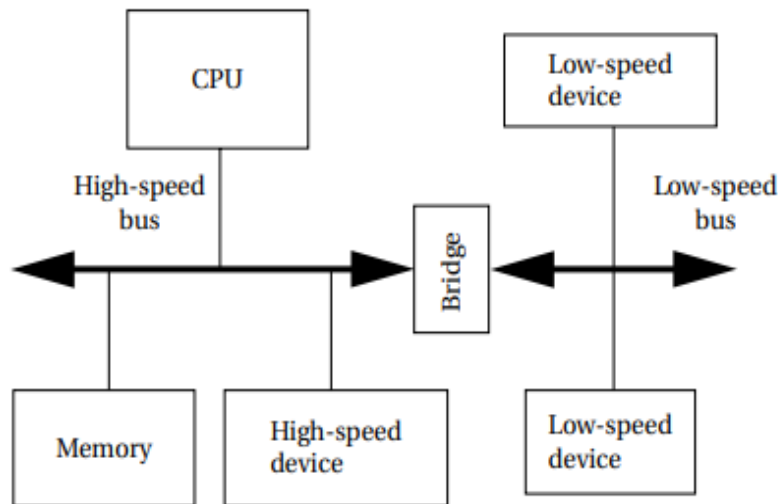 CPU
Low-speed
device
High-speed
bus
Low-speed
bus
Bridge
Memory
High-speed
device
Low-speed
device